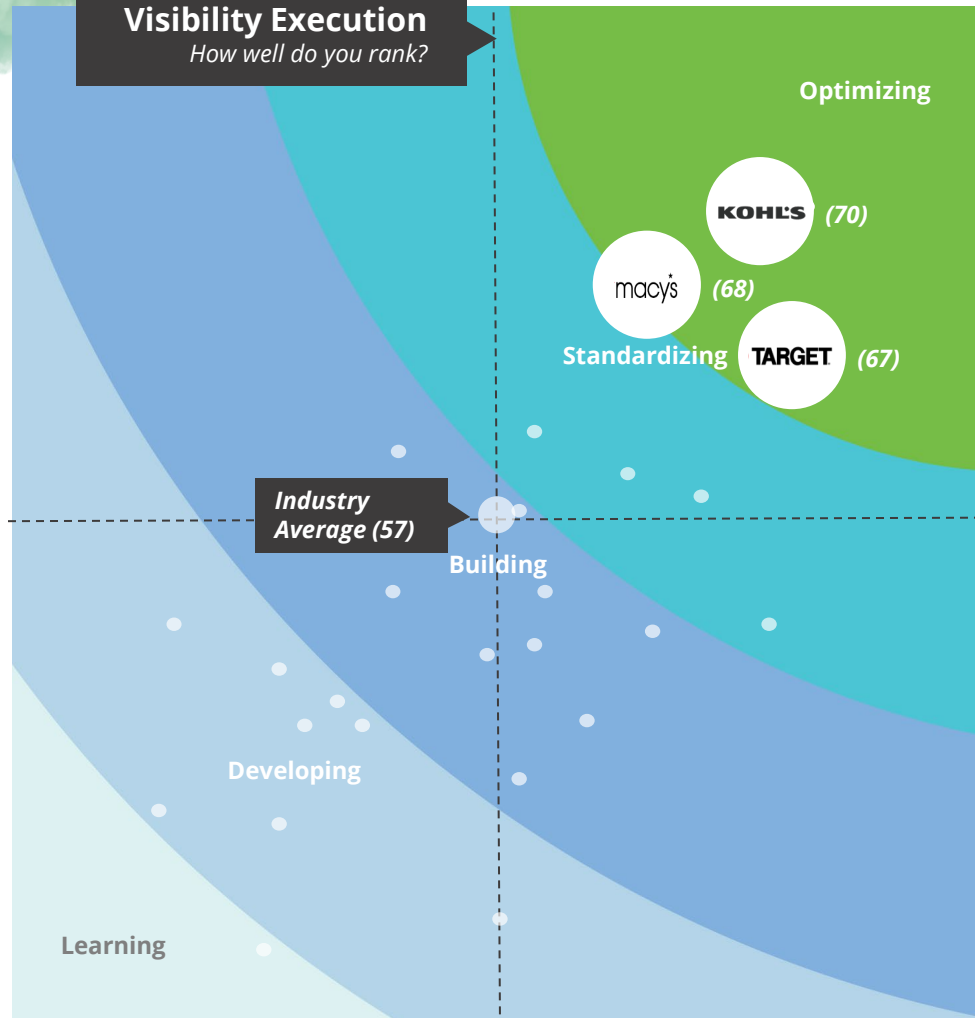 Visibility Execution
How well do you rank?
Optimizing
KOHL'S (70)
macy's (68)
Standardizing
TARGET (67)
Industry
Average (57)
Building
Developing
Learning